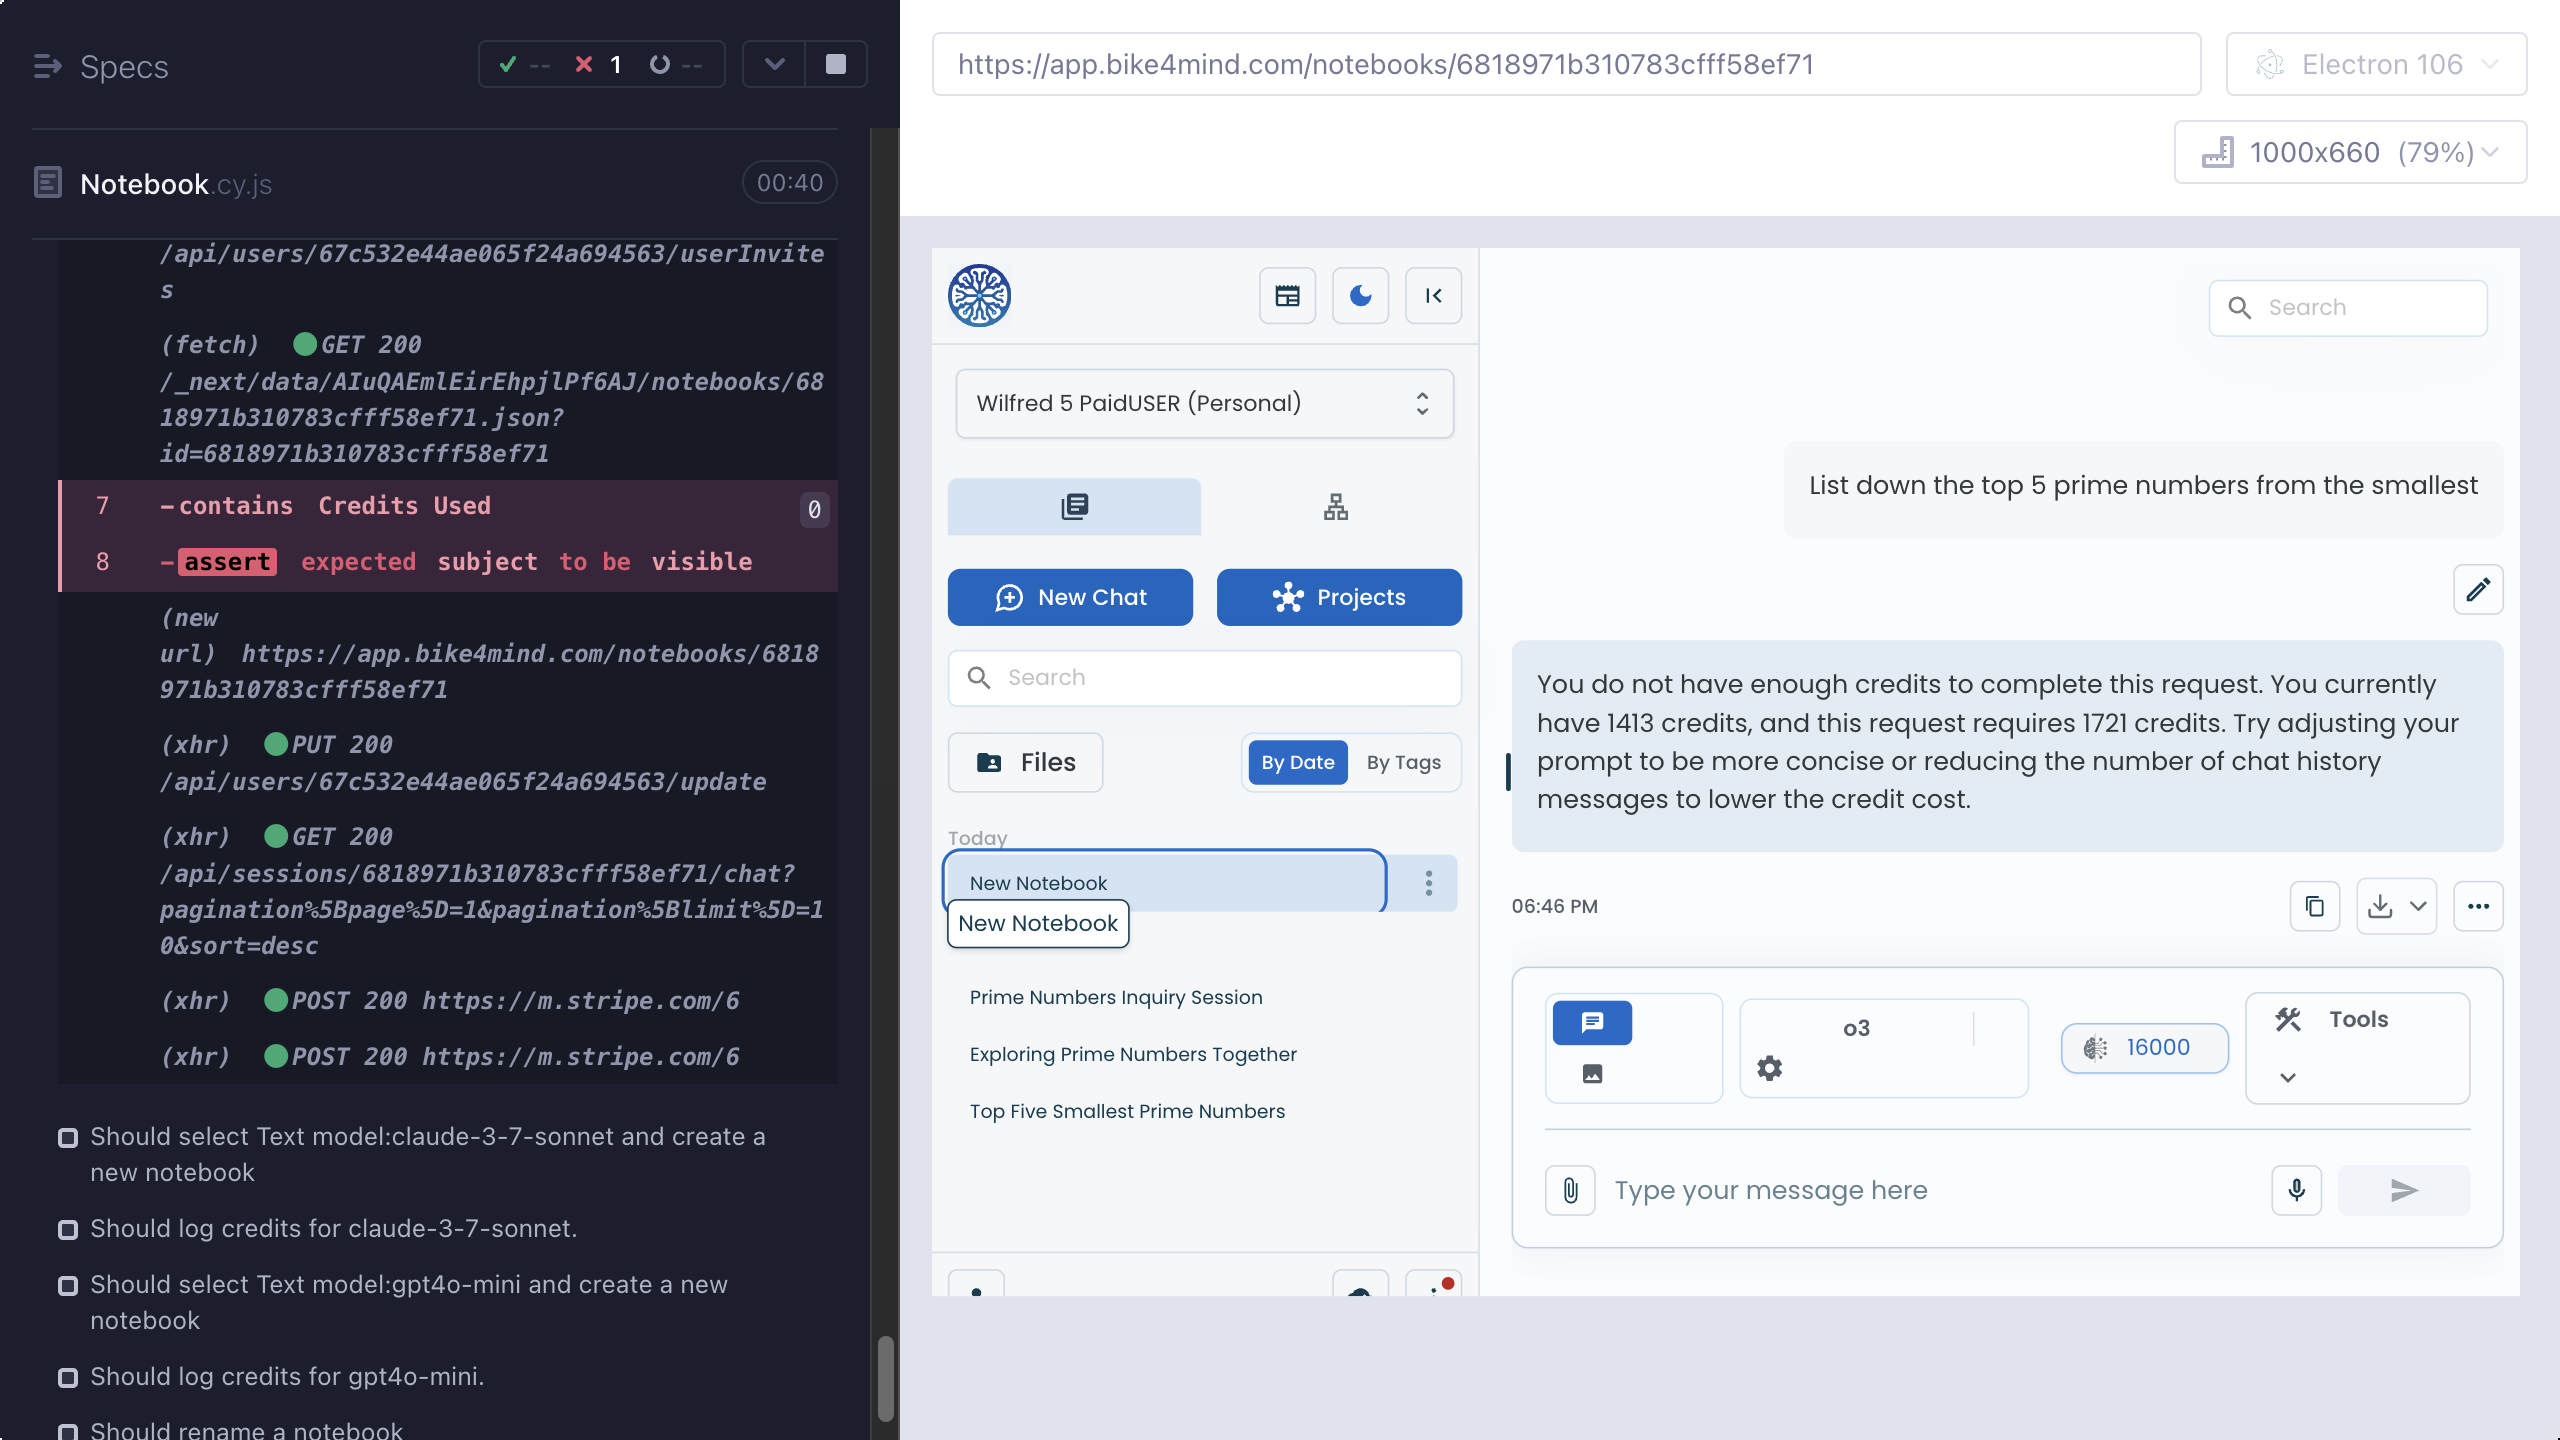 Specs
-- 1 --
Notebook.cy.js
00:40
/api/users/67c532e44ae065f24a694563/userInvite
s
(fetch) GET 200
/_next/data/AIuQAEmlEirEhpjlPf6AJ/notebooks/68
18971b310783cfff58ef71.json?
id=6818971b310783cfff58ef71
7 -contains Credits Used 0
8 -assert expected subject to be visible
(new
url) https://app.bike4mind.com/notebooks/6818
971b310783cfff58ef71
(xhr) PUT 200
/api/users/67c532e44ae065f24a694563/update
(xhr) GET 200
/api/sessions/6818971b310783cfff58ef71/chat?
pagination%5Bpage%5D=1&pagination%5Blimit%5D=1
0&sort=desc
(xhr) POST 200 https://m.stripe.com/6
(xhr) POST 200 https://m.stripe.com/6
Should select Text model:claude-3-7-sonnet and create a
new notebook
Should log credits for claude-3-7-sonnet.
Should select Text model:gpt4o-mini and create a new
notebook
Should log credits for gpt4o-mini.
Should rename a notebook
https://app.bike4mind.com/notebooks/6818971b310783cfff58ef71
Electron 106
1000x660 (79%)
Wilfred 5 PaidUSER (Personal)
New Chat
Projects
Search
Files
By Date
By Tags
Today
New Notebook
New Notebook
Prime Numbers Inquiry Session
Exploring Prime Numbers Together
Top Five Smallest Prime Numbers
Search
List down the top 5 prime numbers from the smallest
You do not have enough credits to complete this request. You currently
have 1413 credits, and this request requires 1721 credits. Try adjusting your
prompt to be more concise or reducing the number of chat history
messages to lower the credit cost.
06:46 PM
o3
16000
Tools
Type your message here